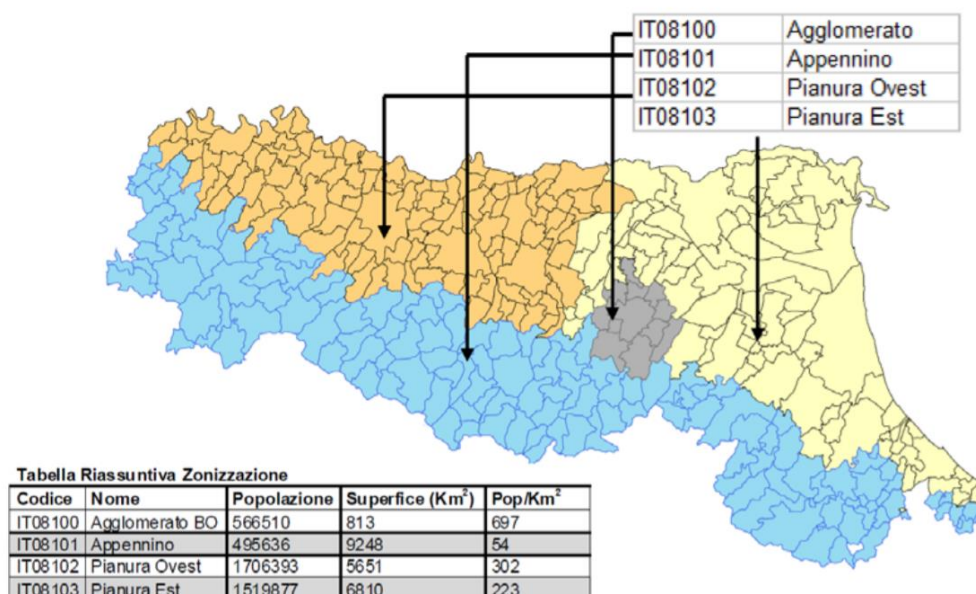 IT08100 Agglomerato
IT08101 Appennino
IT08102 Pianura Ovest
IT08103 Pianura Est
Tabella Riassuntiva Zonizzazione
Codice Nome Popolazione Superfice (Km²) Pop/Km²
IT08100 Agglomerato BO 566510 813 697
IT08101 Appennino 495636 9248 54
IT08102 Pianura Ovest 1706393 5651 302
IT08103 Pianura Est 1519877 6810 223